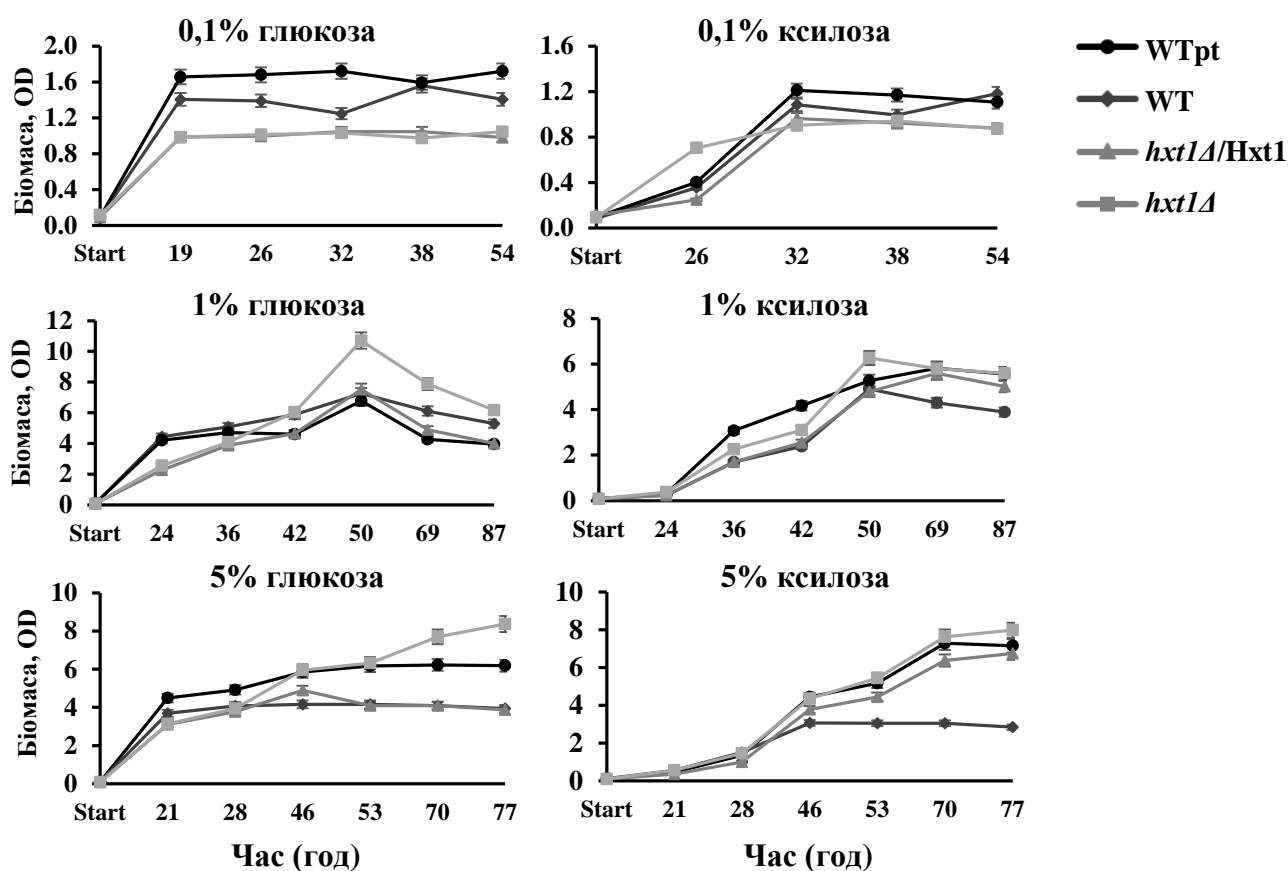 0,1% глюкоза
Біомаса, OD
2.0
1.6
1.2
0.8
0.4
0.0
Start 19 26 32 38 54
0,1% ксилоза
1.6
1.2
0.8
0.4
0.0
Start 26 32 38 54
WTpt
WT
hxt1Δ/Hxt1
hxt1Δ
1% глюкоза
Біомаса, OD
12
10
8
6
4
2
0
Start 24 36 42 50 69 87
1% ксилоза
8
6
4
2
0
Start 24 36 42 50 69 87
5% глюкоза
Біомаса, OD
10
8
6
4
2
0
Start 21 28 46 53 70 77
Час (год)
5% ксилоза
10
8
6
4
2
0
Start 21 28 46 53 70 77
Час (год)